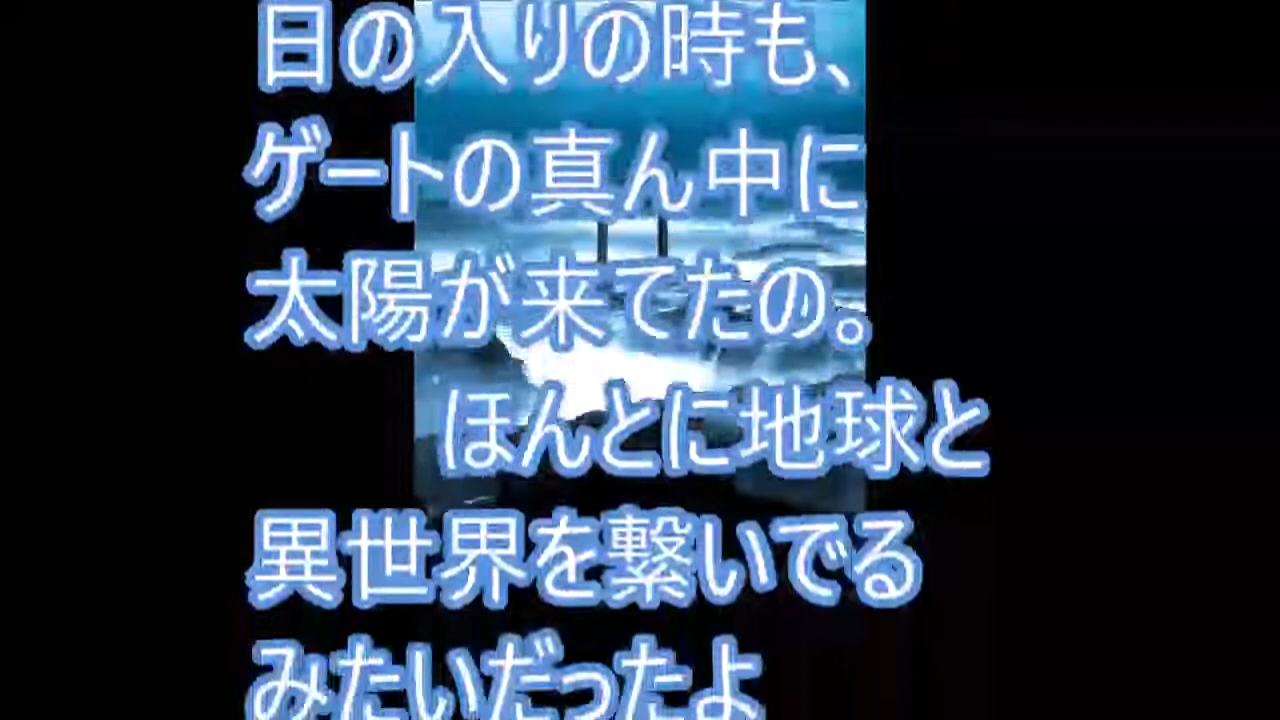 日の入りの時も、
ゲートの真ん中に
太陽が来てたの。
ほんとに地球と
異世界を繋いでる
みたいだったよ